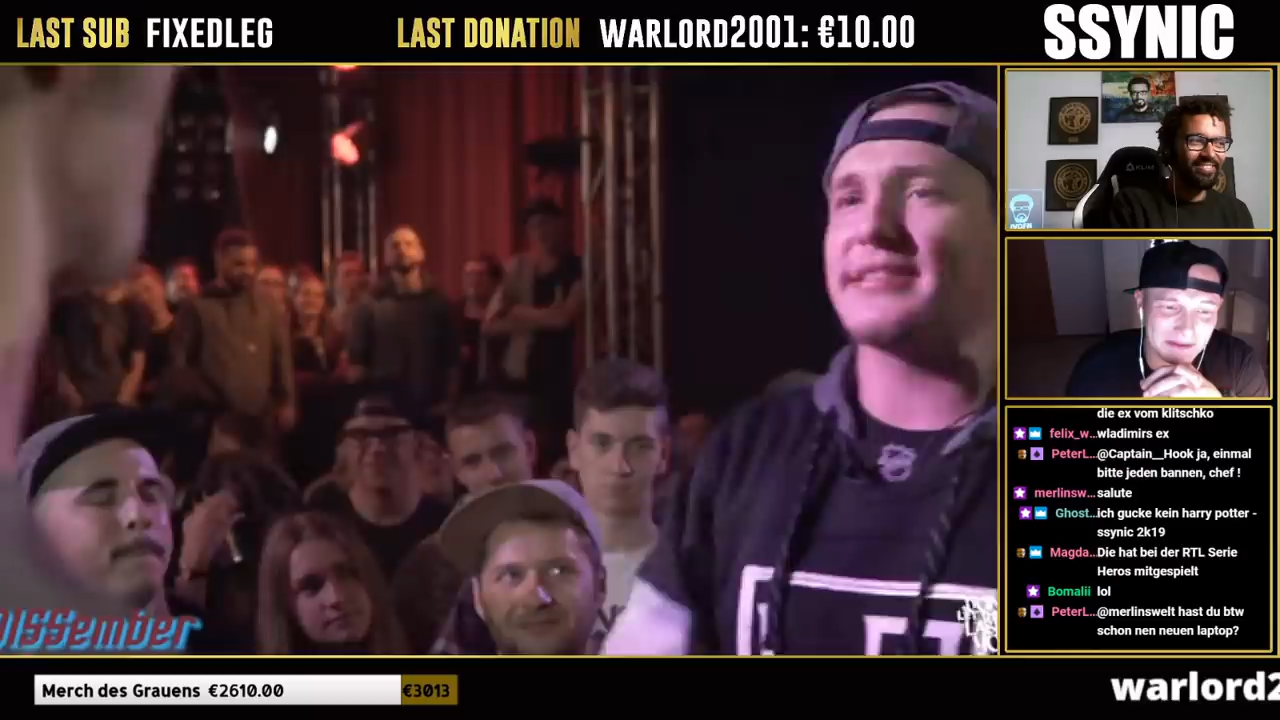 LAST SUB FIXEDLEG
LAST DONATION WARLORD2001: €10.00
SSYNIC
die ex vom klitschko
felix_w...wladimirs ex
PeterL...@Captain__Hook ja, einmal
bitte jeden bannen, chef !
merlinsw...salute
Ghost...ich gucke kein harry potter -
ssynic 2k19
Magda...Die hat bei der RTL Serie
Heros mitgespielt
Bomalii lol
PeterL...@merlinswelt hast du btw
schon nen neuen laptop?
DISSember
Merch des Grauens €2610.00
€3013
warlord2